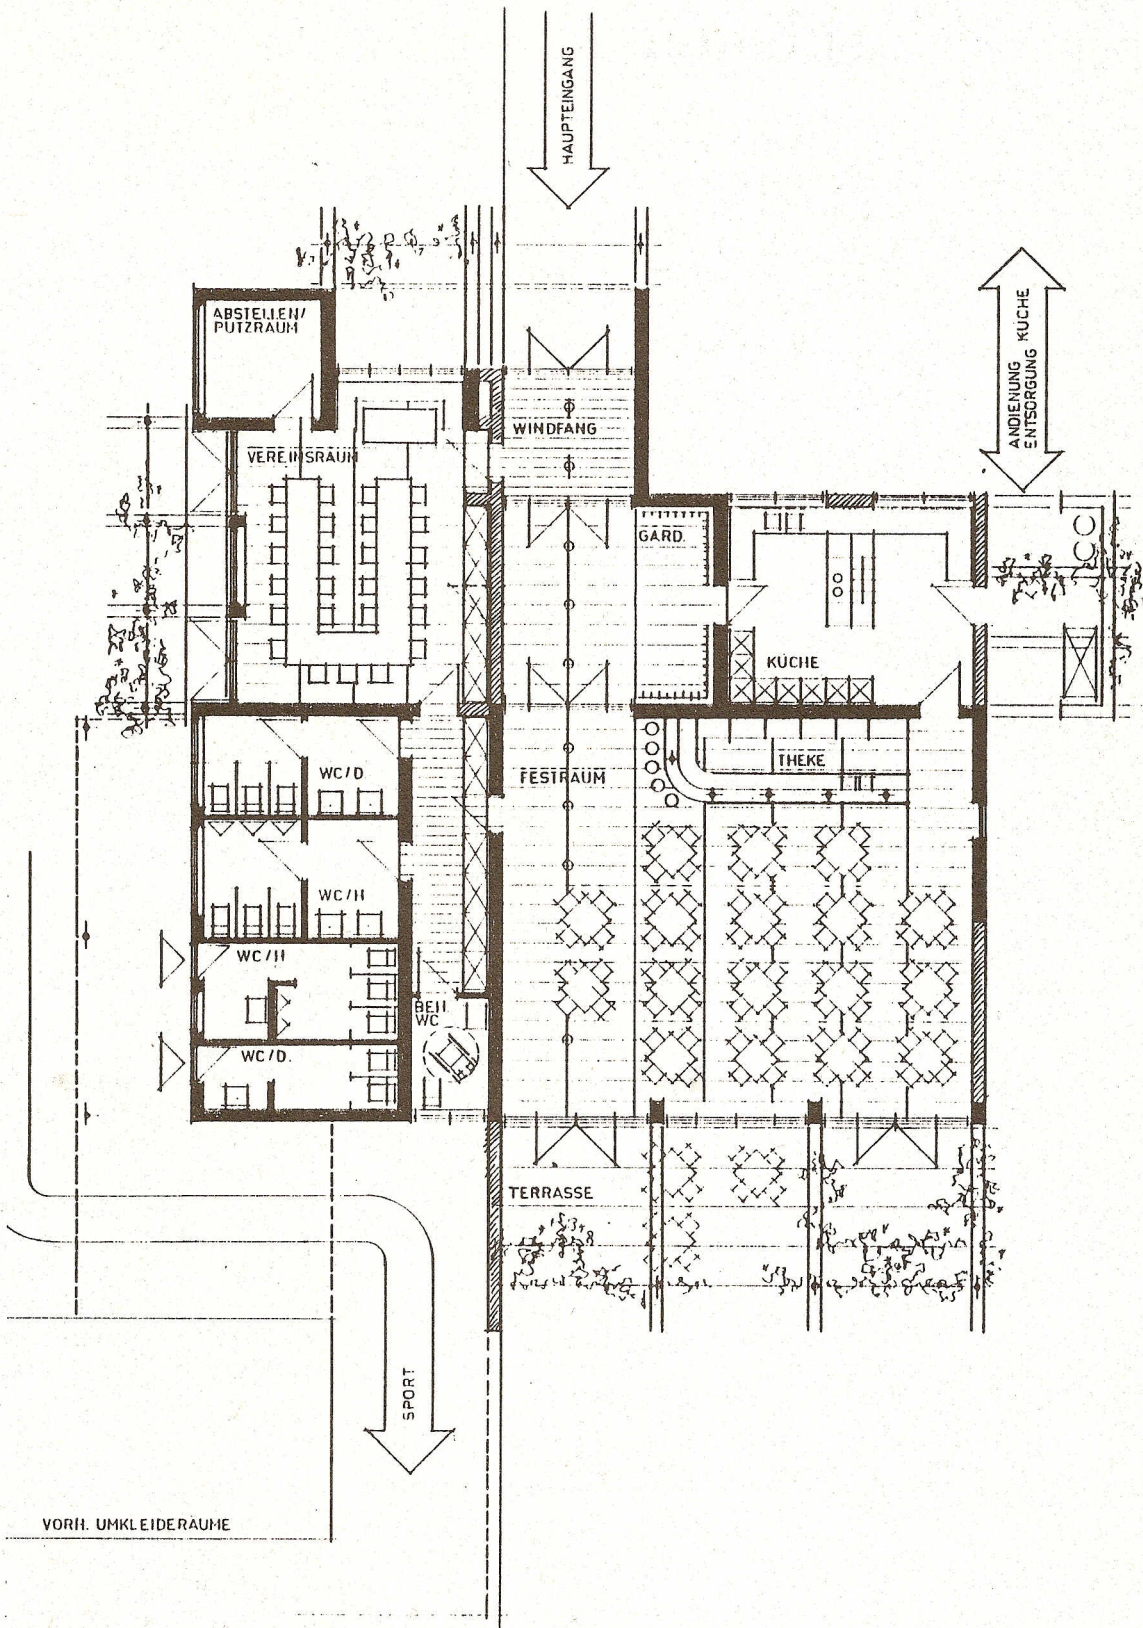 HAUPTEINGANG
ANDIENUNG
ENTSORGUNG KÜCHE
ABSTELLEN/
PUTZRAUM
WINDFANG
VEREINSRAUM
GARD.
KÜCHE
WC/D
FESTRAUM
THEKE
WC/H
WC/H
BEH.
WC
WC/D.
TERRASSE
SPORT
VORH. UMKLEIDERÄUME